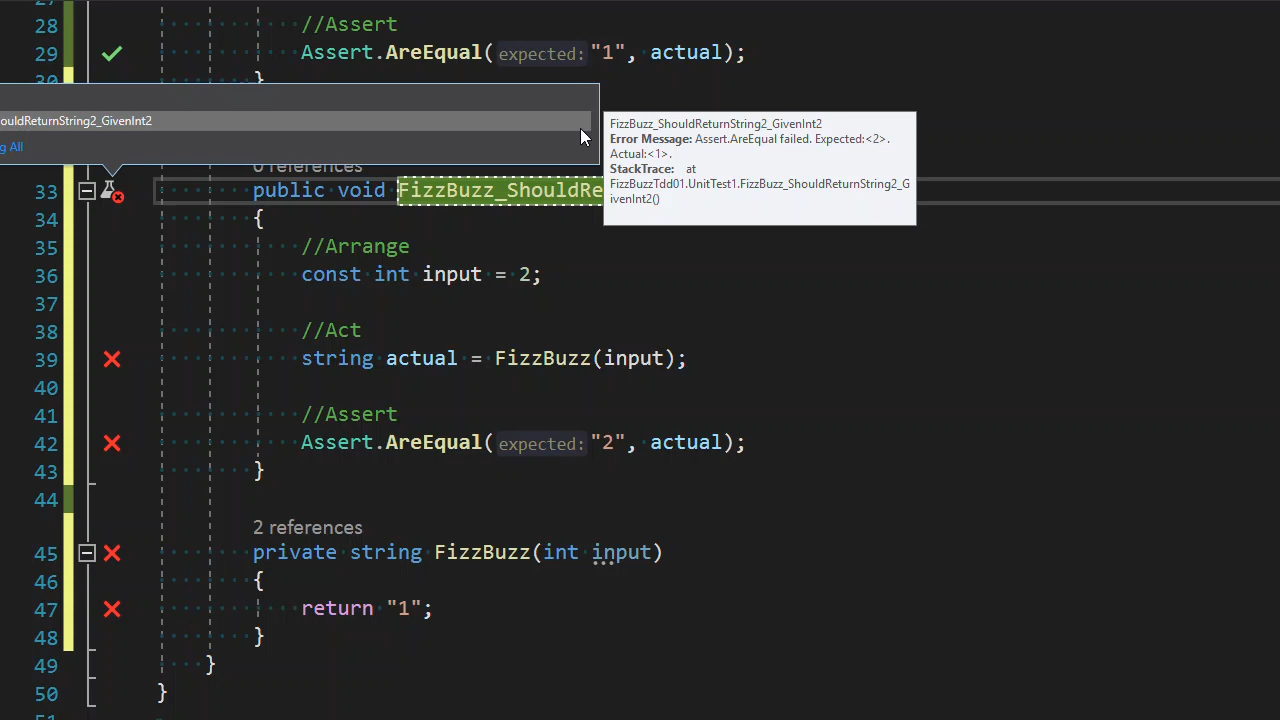 27
28 //Assert
29 Assert.AreEqual(expected: "1", actual);
30 }
ouldReturnString2_GivenInt2
g All
FizzBuzz_ShouldReturnString2_GivenInt2
Error Message: Assert.AreEqual failed. Expected:<2>.
Actual:<1>.
StackTrace: at
FizzBuzzTdd01.UnitTest1.FizzBuzz_ShouldReturnString2_G
ivenInt2()
0 references
33 public void FizzBuzz_ShouldRe
34 {
35 //Arrange
36 const int input = 2;
37
38 //Act
39 string actual = FizzBuzz(input);
40
41 //Assert
42 Assert.AreEqual(expected: "2", actual);
43 }
44
2 references
45 private string FizzBuzz(int input)
46 {
47 return "1";
48 }
49 }
50 }
51